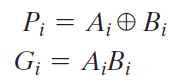 Pᵢ = Aᵢ ⊕ Bᵢ
Gᵢ = AᵢBᵢ